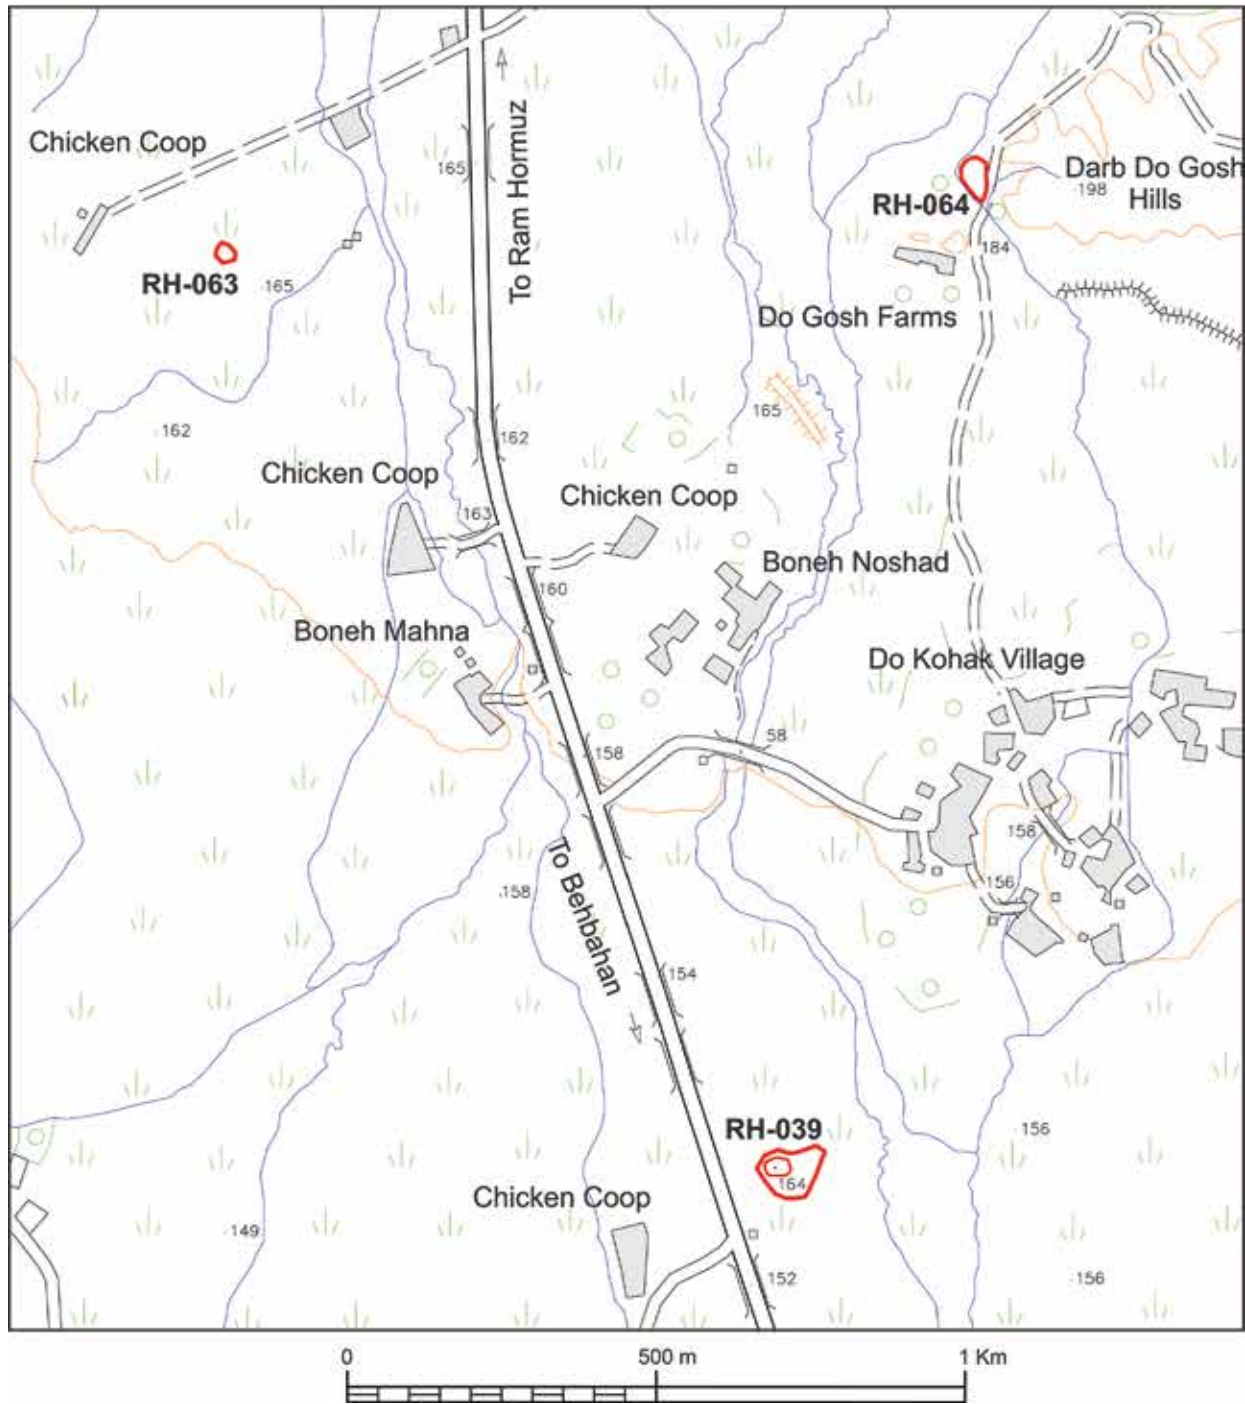 Chicken Coop
165
To Ram Hormuz
Darb Do Gosh
Hills
198
RH-064
184
RH-063
165
Do Gosh Farms
165
162
162
Chicken Coop
Chicken Coop
163
160
Boneh Noshad
Boneh Mahna
Do Kohak Village
58
158
158
156
158
To Behbahan
154
RH-039
164
156
Chicken Coop
149
152
156
0
500 m
1 Km